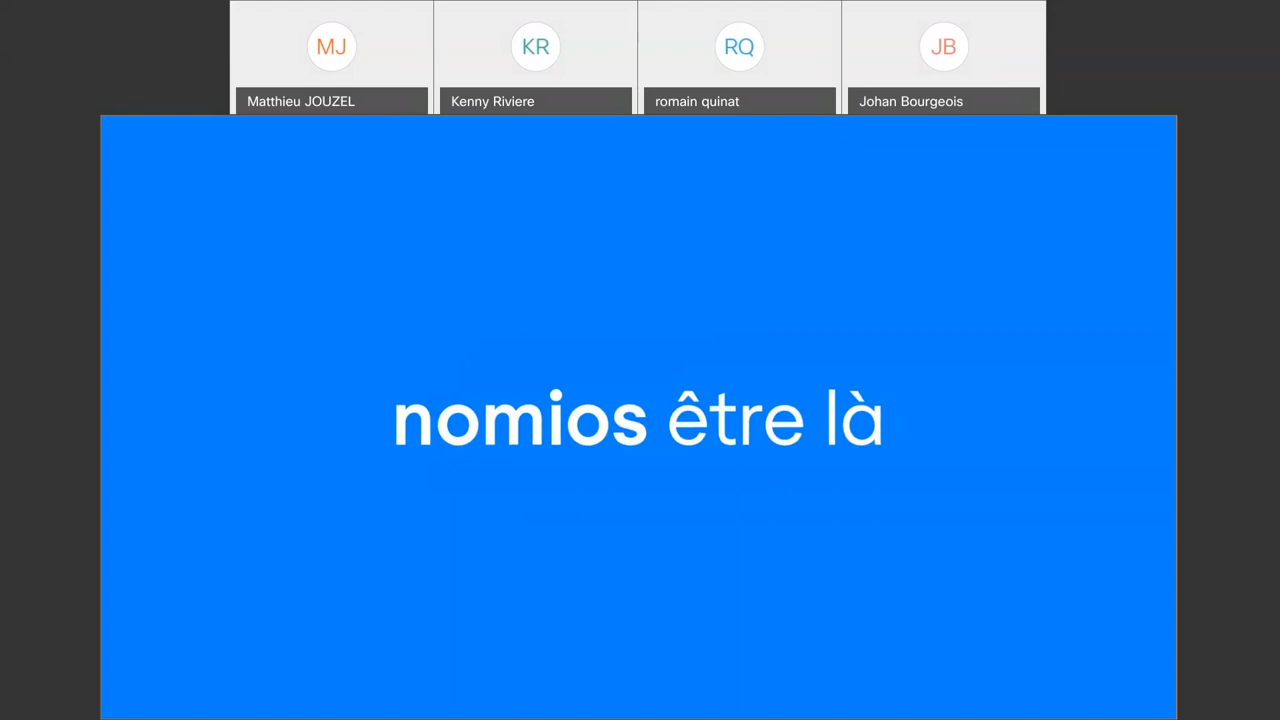 MJ
KR
RQ
JB
Matthieu JOUZEL
Kenny Riviere
romain quinat
Johan Bourgeois
nomios être là